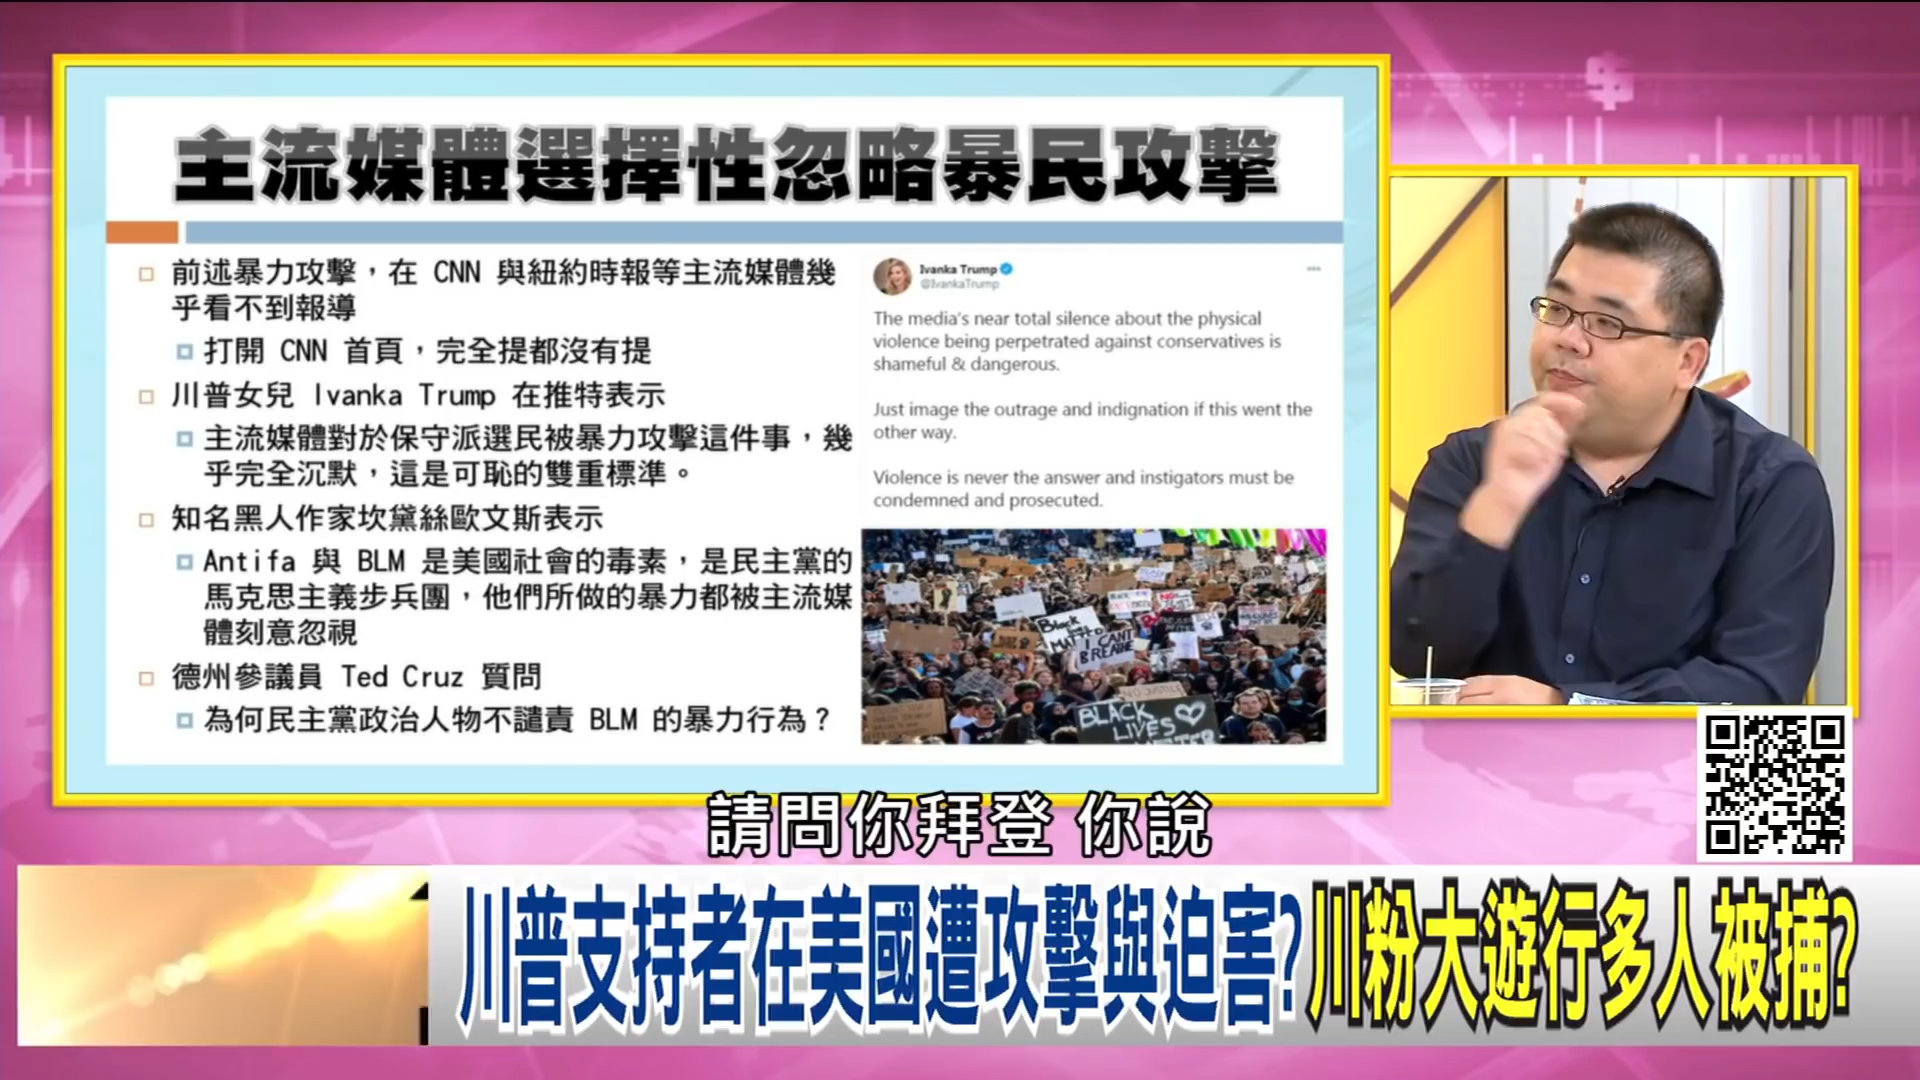 主流媒體選擇性忽略暴民攻擊
前述暴力攻擊，在 CNN 與紐約時報等主流媒體幾
乎看不到報導
打開 CNN 首頁，完全提都沒有提
川普女兒 Ivanka Trump 在推特表示
主流媒體對於保守派選民被暴力攻擊這件事，幾
乎完全沉默，這是可恥的雙重標準。
知名黑人作家坎黛絲歐文斯表示
Antifa 與 BLM 是美國社會的毒素，是民主黨的
馬克思主義步兵團，他們所做的暴力都被主流媒
體刻意忽視
德州參議員 Ted Cruz 質問
為何民主黨政治人物不譴責 BLM 的暴力行為？
Ivanka Trump
@IvankaTrump
The media's near total silence about the physical
violence being perpetrated against conservatives is
shameful & dangerous.
Just image the outrage and indignation if this went the
other way.
Violence is never the answer and instigators must be
condemned and prosecuted.
I CAN'T
BREATHE
NO JUSTICE
BLACK
LIVES
請問你拜登 你說
川普支持者在美國遭攻擊與迫害?川粉大遊行多人被捕?